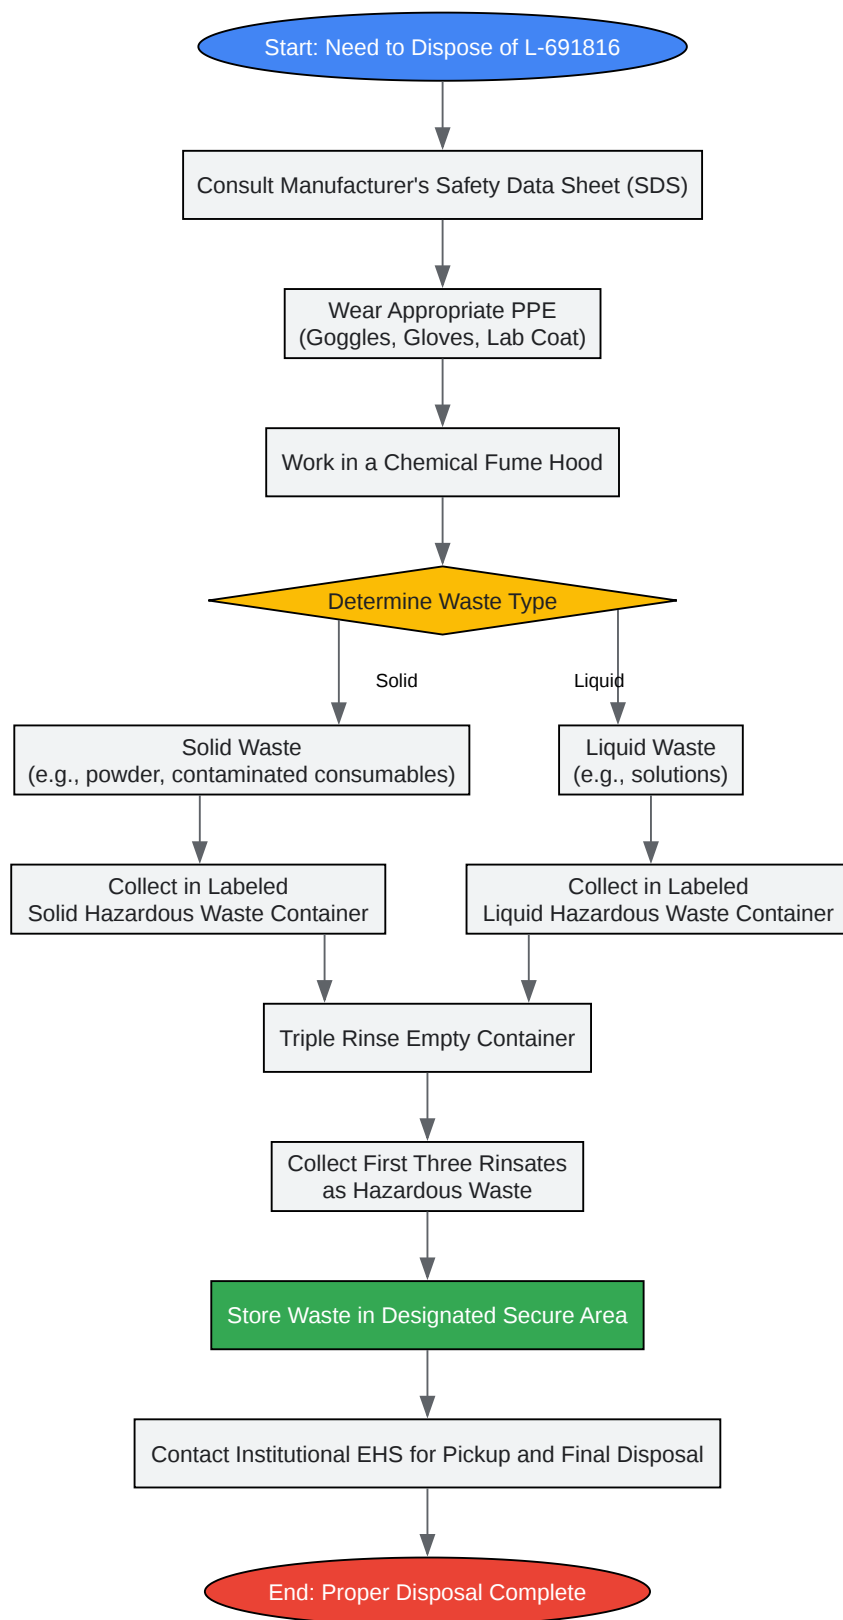 Start: Need to Dispose of L-691816
Consult Manufacturer's Safety Data Sheet (SDS)
Wear Appropriate PPE
(Goggles, Gloves, Lab Coat)
Work in a Chemical Fume Hood
Determine Waste Type
Solid
Liquid
Solid Waste
(e.g., powder, contaminated consumables)
Liquid Waste
(e.g., solutions)
Collect in Labeled
Solid Hazardous Waste Container
Collect in Labeled
Liquid Hazardous Waste Container
Triple Rinse Empty Container
Collect First Three Rinsates
as Hazardous Waste
Store Waste in Designated Secure Area
Contact Institutional EHS for Pickup and Final Disposal
End: Proper Disposal Complete